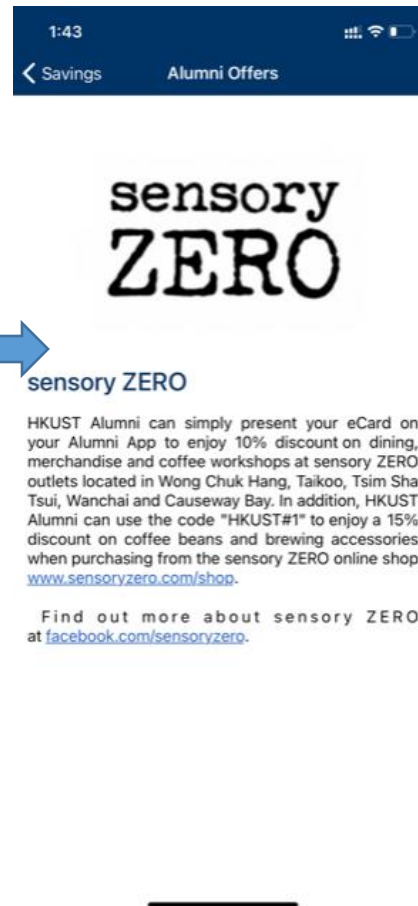 1:43
Savings Alumni Offers
sensory
ZERO
sensory ZERO
HKUST Alumni can simply present your eCard on
your Alumni App to enjoy 10% discount on dining,
merchandise and coffee workshops at sensory ZERO
outlets located in Wong Chuk Hang, Taikoo, Tsim Sha
Tsui, Wanchai and Causeway Bay. In addition, HKUST
Alumni can use the code "HKUST#1" to enjoy a 15%
discount on coffee beans and brewing accessories
when purchasing from the sensory ZERO online shop
www.sensoryzero.com/shop.
Find out more about sensory ZERO
at facebook.com/sensoryzero.